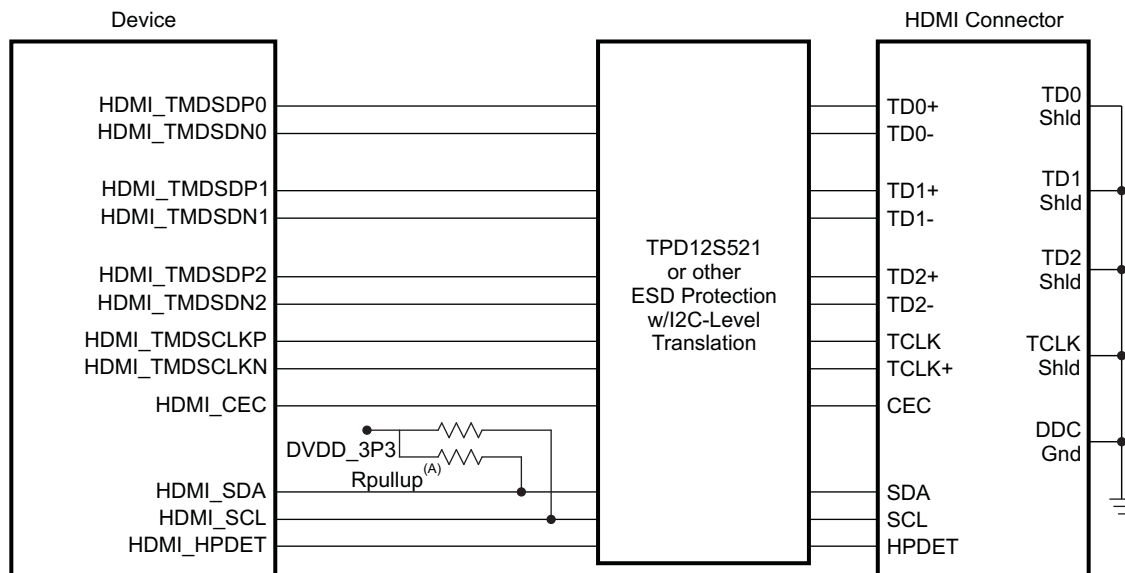 Device
HDMI Connector
HDMI_TMDSDP0
HDMI_TMDSDN0
HDMI_TMDSDP1
HDMI_TMDSDN1
HDMI_TMDSDP2
HDMI_TMDSDN2
HDMI_TMDSCLKP
HDMI_TMDSCLKN
HDMI_CEC
DVDD_3P3
Rpullup(A)
HDMI_SDA
HDMI_SCL
HDMI_HPDET
TPD12S521
or other
ESD Protection
w/I2C-Level
Translation
TD0+
TD0-
TD1+
TD1-
TD2+
TD2-
TCLK
TCLK+
CEC
SDA
SCL
HPDET
TD0
Shld
TD1
Shld
TD2
Shld
TCLK
Shld
DDC
Gnd